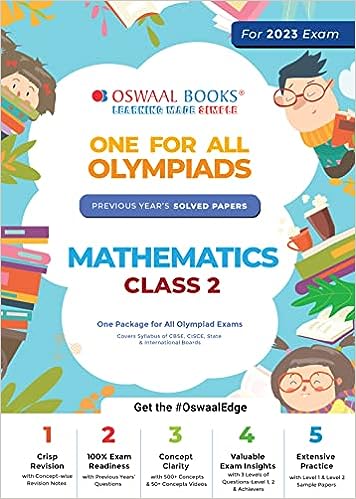 For 2023 Exam
OSWAAL BOOKS®
LEARNING MADE SIMPLE
ONE FOR ALL
OLYMPIADS
PREVIOUS YEAR'S SOLVED PAPERS
MATHEMATICS
CLASS 2
One Package for All Olympiad Exams
Covers Syllabus of CBSE, CISCE, State
& International Boards
Get the #OswaalEdge
1
Crisp
Revision
with Concept-wise
Revision Notes
2
100% Exam
Readiness
with Previous Years'
Questions
3
Concept
Clarity
with 500+ Concepts
& 50+ Concepts Videos
4
Valuable
Exam Insights
with 3 Levels of
Questions-Level 1, 2
& Achievers
5
Extensive
Practice
with Level 1 & Level 2
Sample Papers